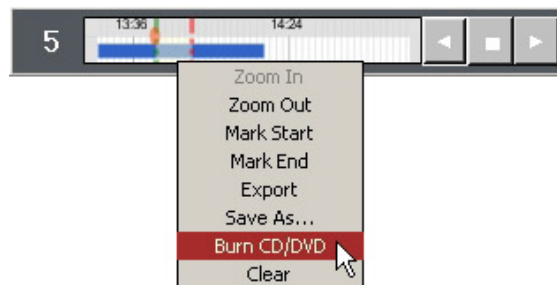 13:36 14:24
5
Zoom In
Zoom Out
Mark Start
Mark End
Export
Save As...
Burn CD/DVD
Clear